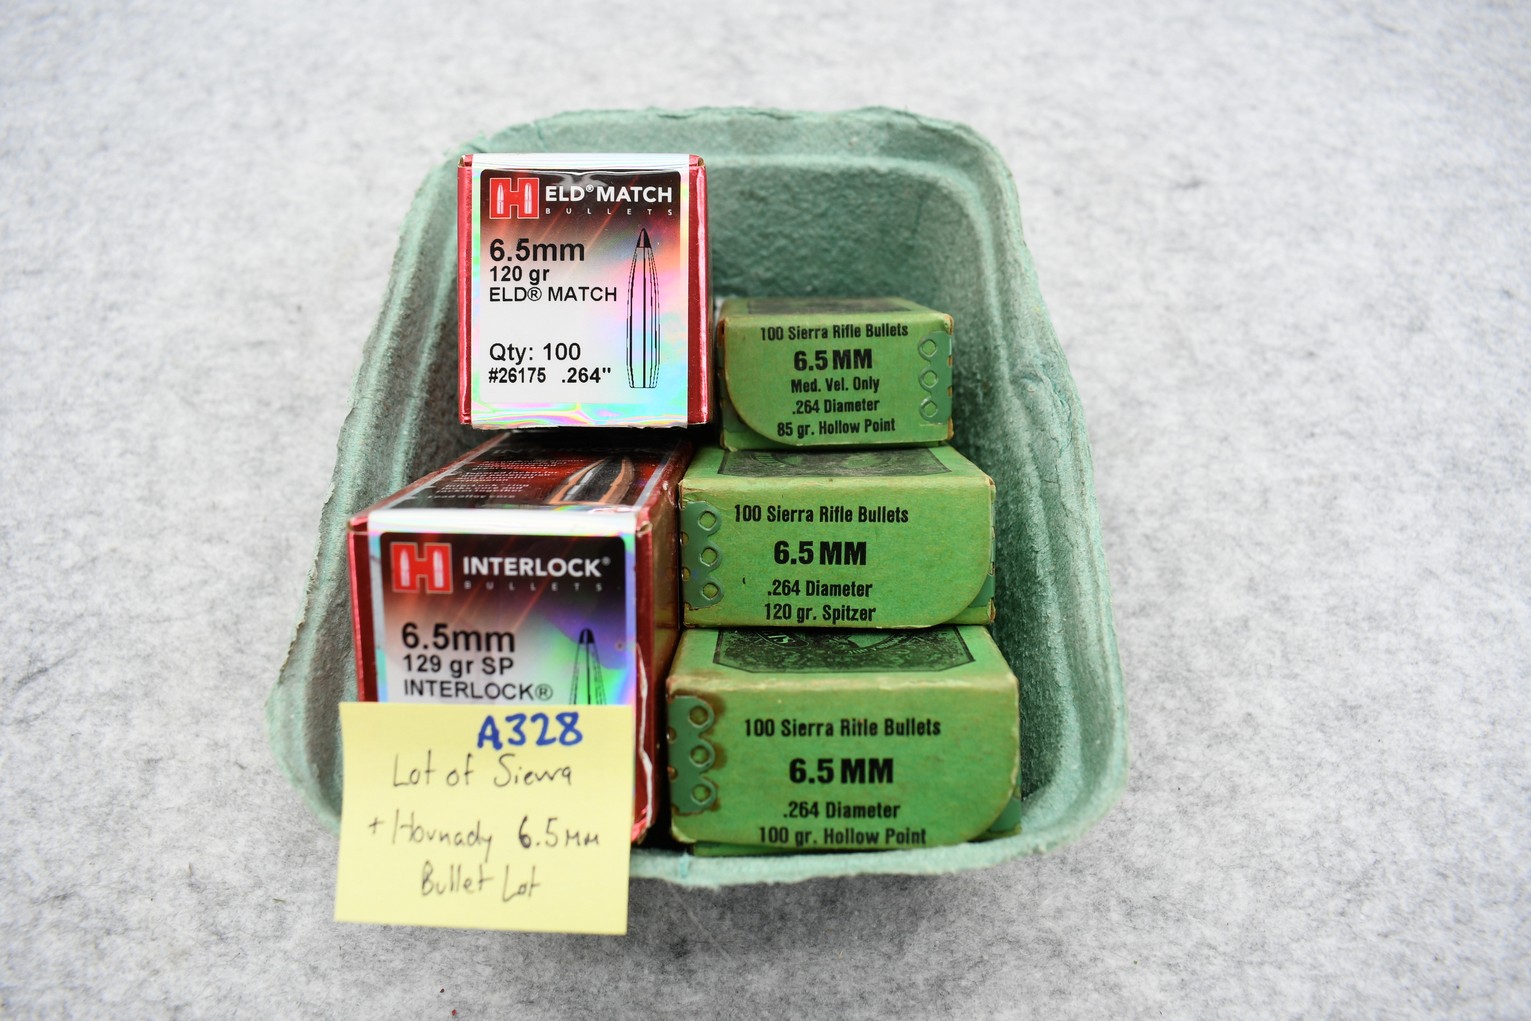 H ELD® MATCH
BULLETS
6.5mm
120 gr
ELD® MATCH
Qty: 100
#26175 .264"
100 Sierra Rifle Bullets
6.5 MM
Med. Vel. Only
.264 Diameter
85 gr. Hollow Point
H INTERLOCK®
BULLETS
6.5mm
129 gr SP
INTERLOCK®
100 Sierra Rifle Bullets
6.5 MM
.264 Diameter
120 gr. Spitzer
100 Sierra Rifle Bullets
6.5 MM
.264 Diameter
100 gr. Hollow Point
A328
Lot of Sierra
+ Hornady 6.5mm
Bullet Lot